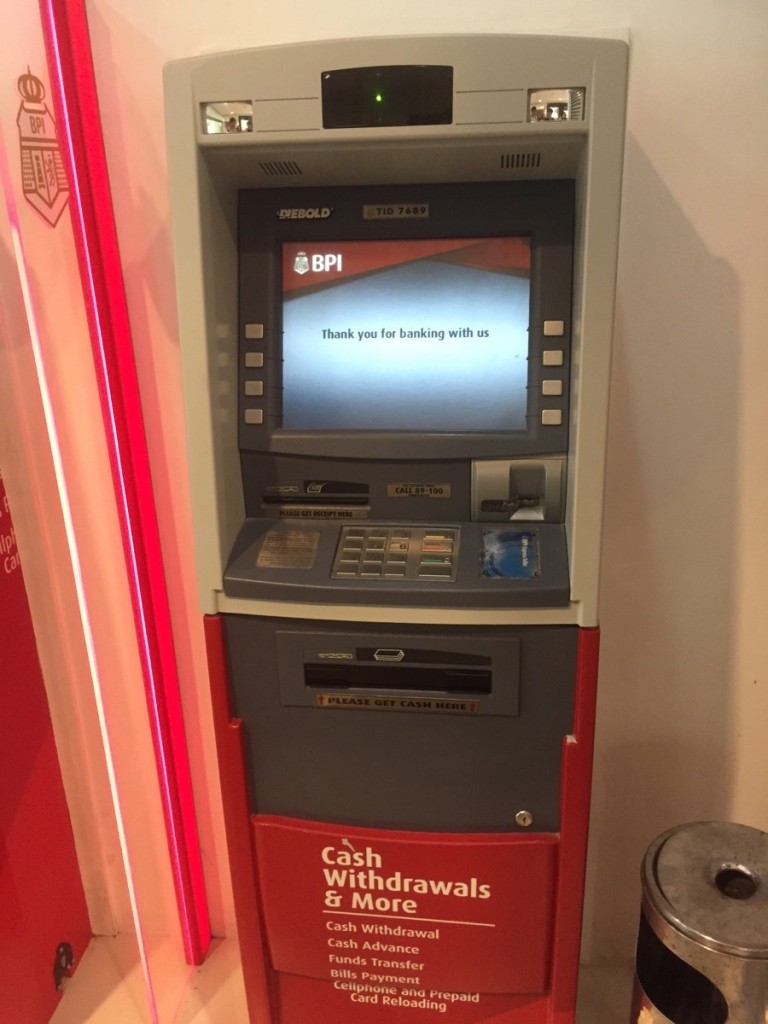 BPI
DIEBOLD
TID 7689
BPI
Thank you for banking with us
CALL 89-100
PLEASE GET RECEIPT HERE
PLEASE GET CASH HERE
Cash
Withdrawals
& More
Cash Withdrawal
Cash Advance
Funds Transfer
Bills Payment
Cellphone and Prepaid
Card Reloading